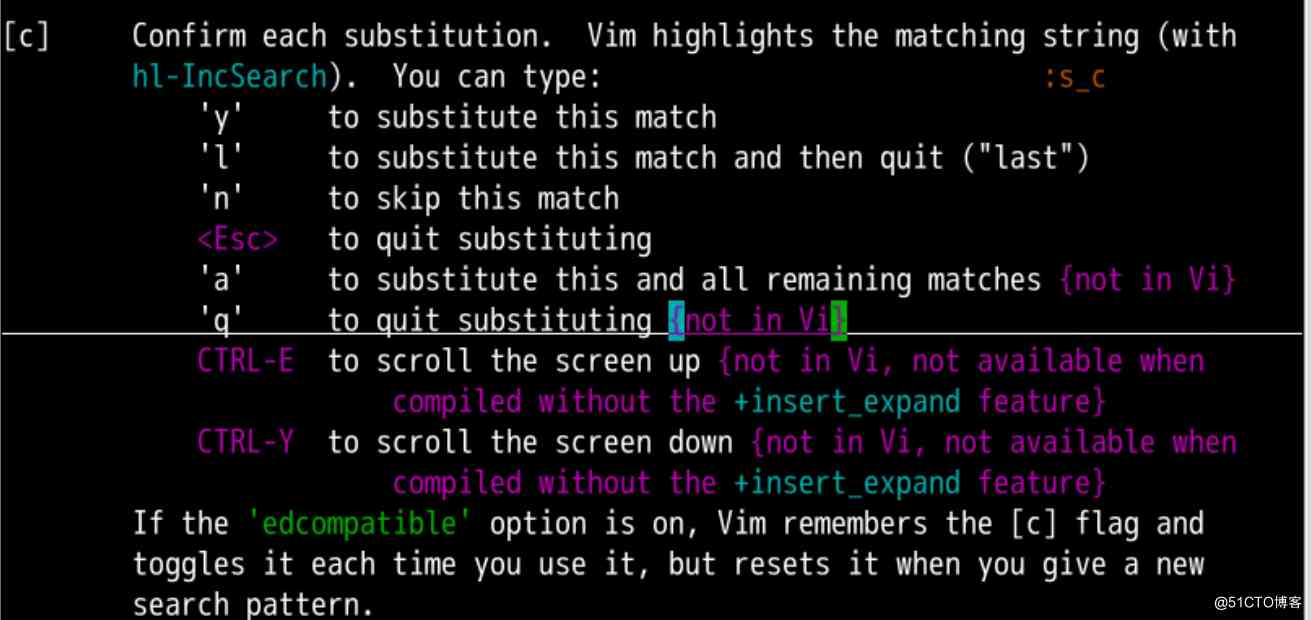 [c]     Confirm each substitution.  Vim highlights the matching string (with
hl-IncSearch).  You can type:                           :s_c
'y'     to substitute this match
'l'     to substitute this match and then quit ("last")
'n'     to skip this match
<Esc>   to quit substituting
'a'     to substitute this and all remaining matches {not in Vi}
'q'     to quit substituting {not in Vi}
CTRL-E  to scroll the screen up {not in Vi, not available when
compiled without the +insert_expand feature}
CTRL-Y  to scroll the screen down {not in Vi, not available when
compiled without the +insert_expand feature}
If the 'edcompatible' option is on, Vim remembers the [c] flag and
toggles it each time you use it, but resets it when you give a new
search pattern.
@51CTO博客